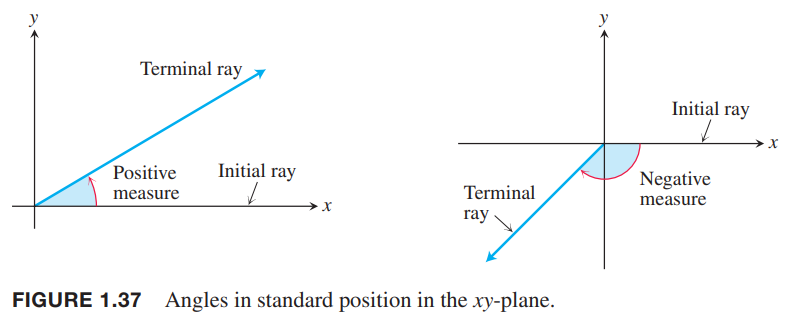 y
Terminal ray
Positive
measure
Initial ray
x
y
Initial ray
x
Negative
measure
Terminal
ray
FIGURE 1.37 Angles in standard position in the xy-plane.